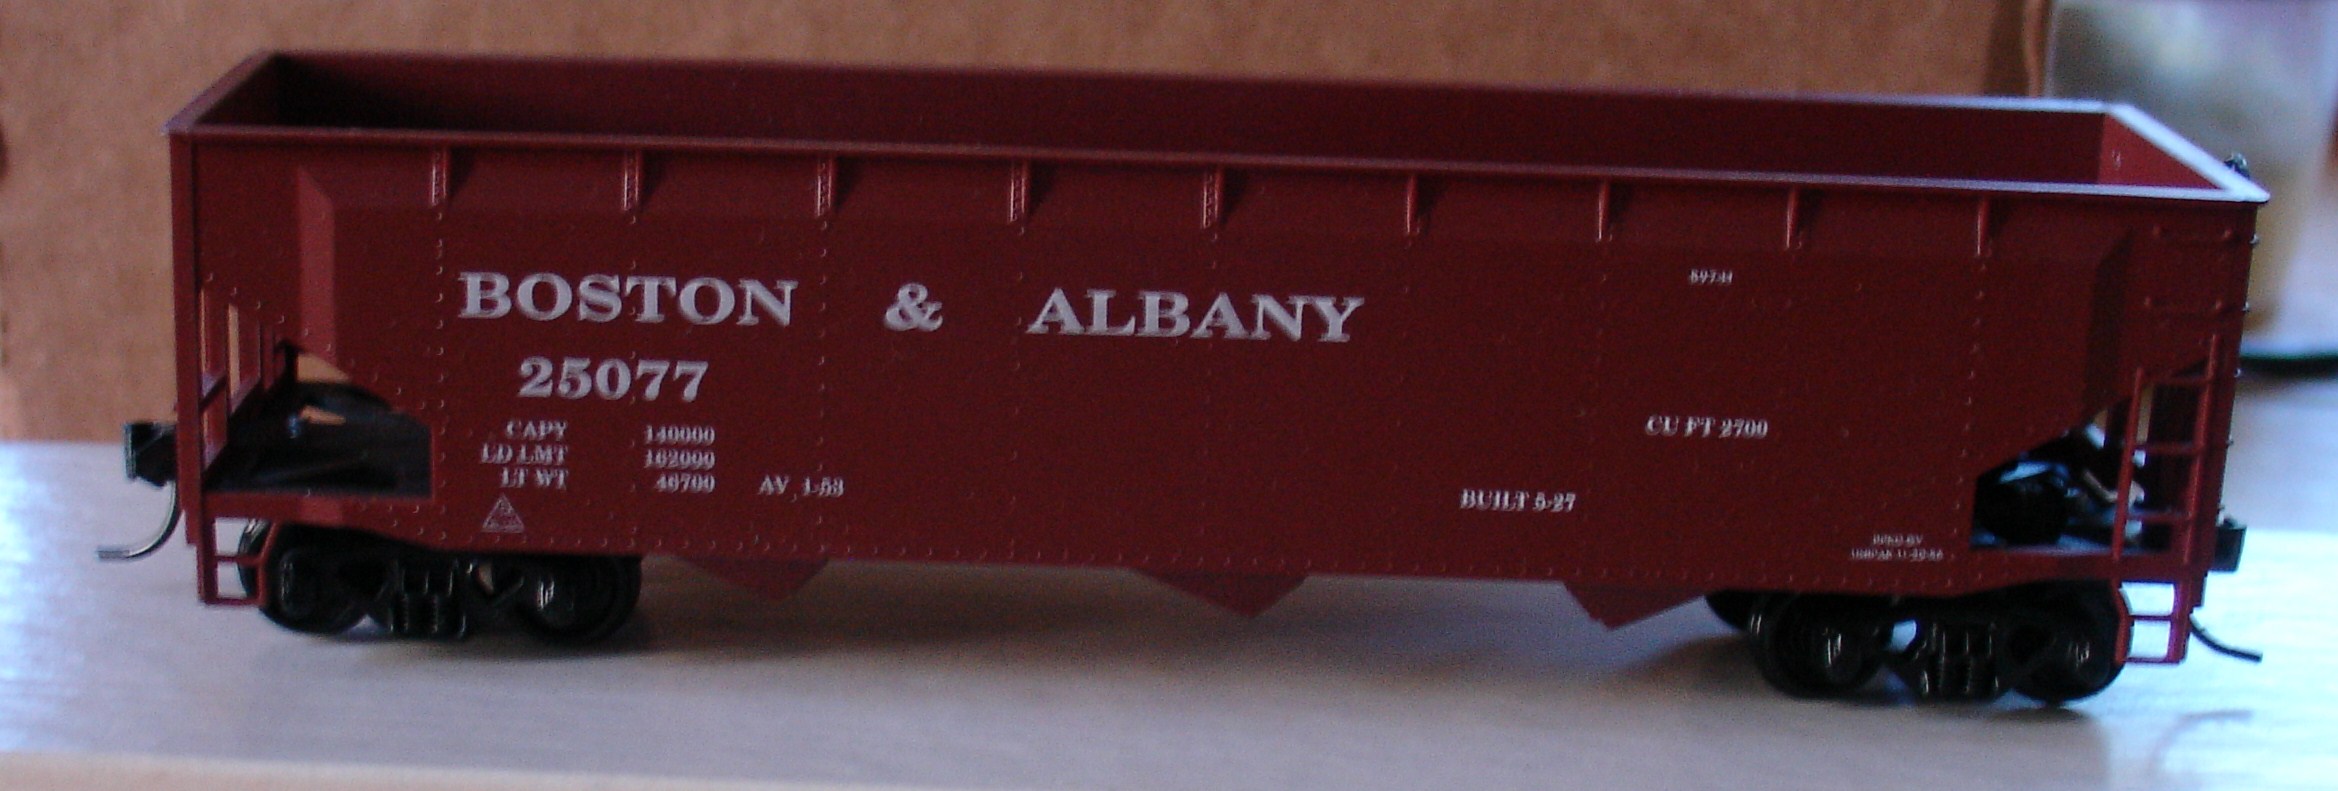 BOSTON & ALBANY
25077
CAPY 140000
LD LMT 162000
LT WT 46700 AV 1-53
CU FT 2700
BUILT 5-27